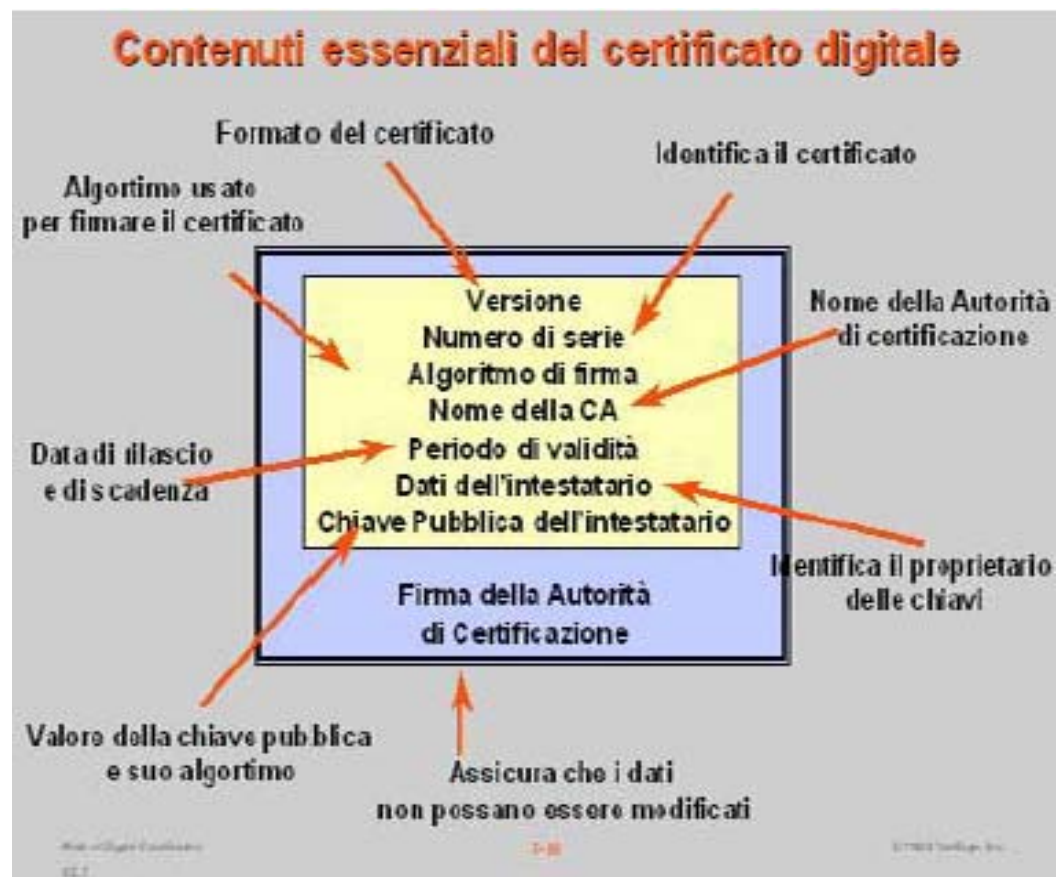 Contenuti essenziali del certificato digitale
Formato del certificato
Identifica il certificato
Algortimo usato
per firmare il certificato
Versione
Numero di serie
Algoritmo di firma
Nome della CA
Periodo di validità
Dati dell'intestatario
Chiave Pubblica dell'intestatario
Nome della Autorità
di certificazione
Data di rilascio
e di scadenza
Identifica il proprietario
delle chiavi
Firma della Autorità
di Certificazione
Valore della chiave pubblica
e suo algortimo
Assicura che i dati
non possano essere modificati